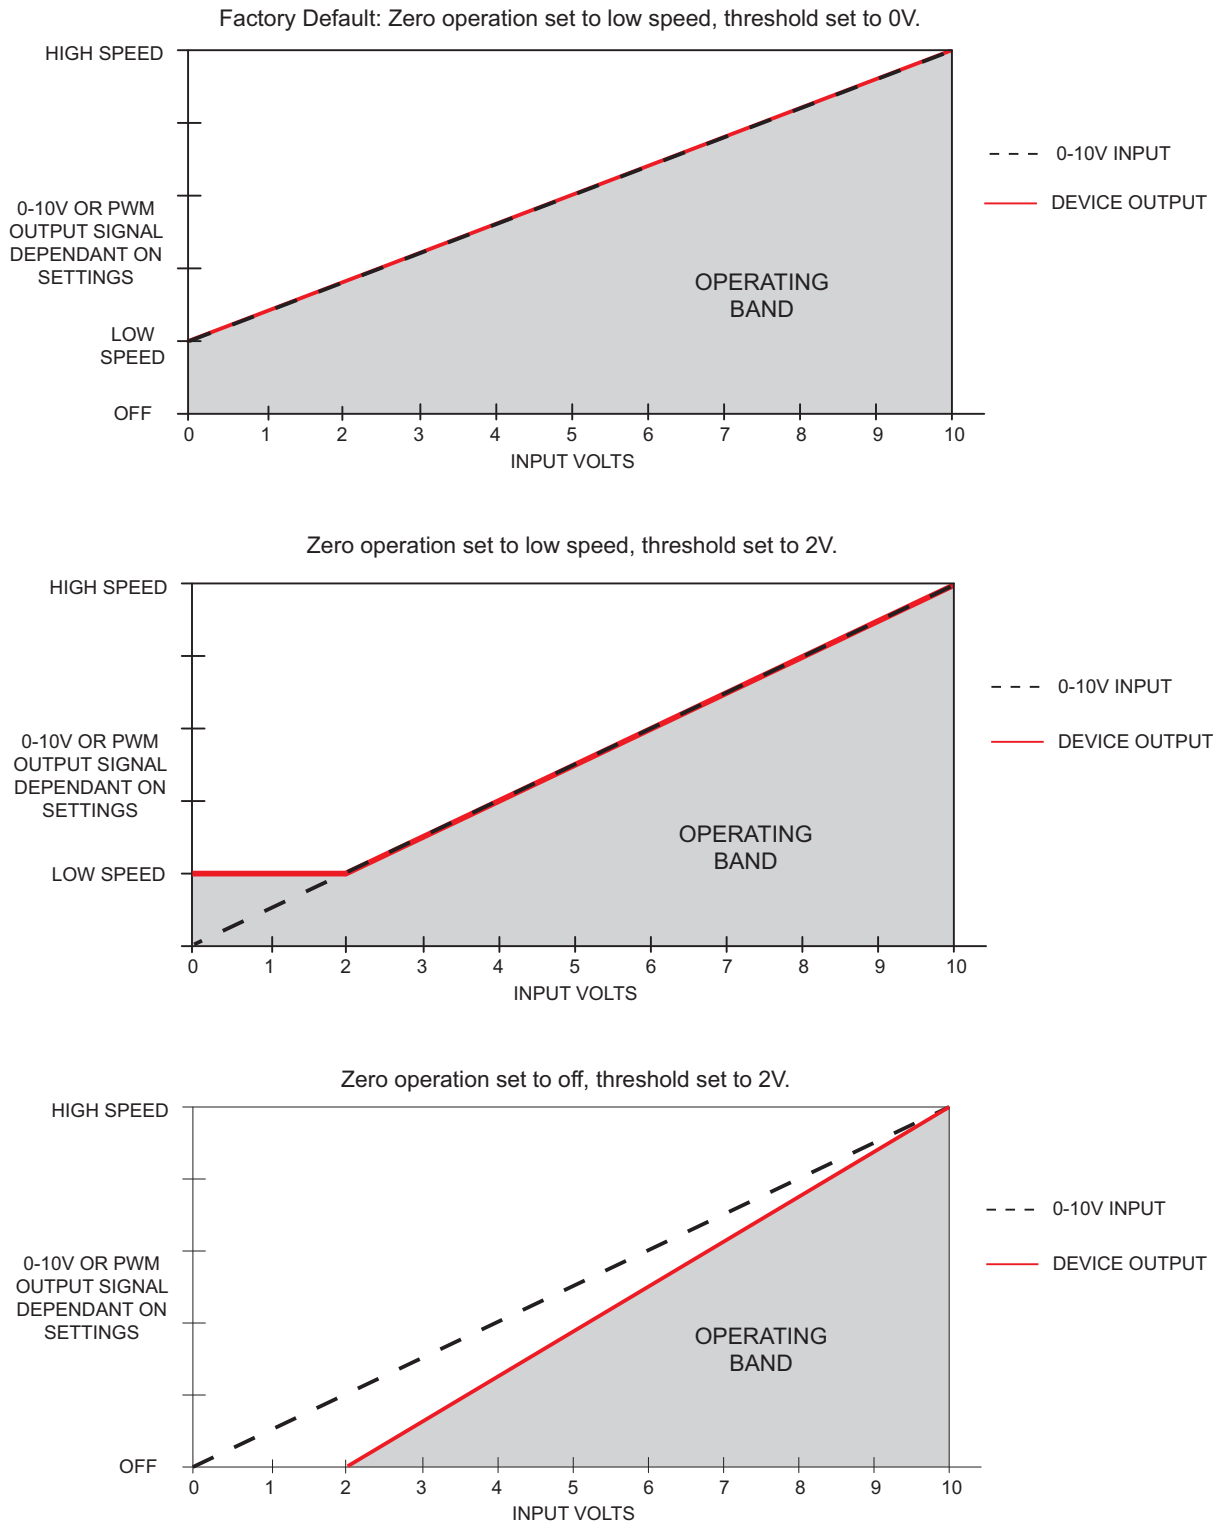 Factory Default: Zero operation set to low speed, threshold set to 0V.
HIGH SPEED
0-10V INPUT
DEVICE OUTPUT
0-10V OR PWM
OUTPUT SIGNAL
DEPENDANT ON
SETTINGS
OPERATING
BAND
LOW
SPEED
OFF
0 1 2 3 4 5 6 7 8 9 10
INPUT VOLTS
Zero operation set to low speed, threshold set to 2V.
HIGH SPEED
0-10V INPUT
DEVICE OUTPUT
0-10V OR PWM
OUTPUT SIGNAL
DEPENDANT ON
SETTINGS
OPERATING
BAND
LOW SPEED
0 1 2 3 4 5 6 7 8 9 10
INPUT VOLTS
Zero operation set to off, threshold set to 2V.
HIGH SPEED
0-10V INPUT
DEVICE OUTPUT
0-10V OR PWM
OUTPUT SIGNAL
DEPENDANT ON
SETTINGS
OPERATING
BAND
OFF
0 1 2 3 4 5 6 7 8 9 10
INPUT VOLTS